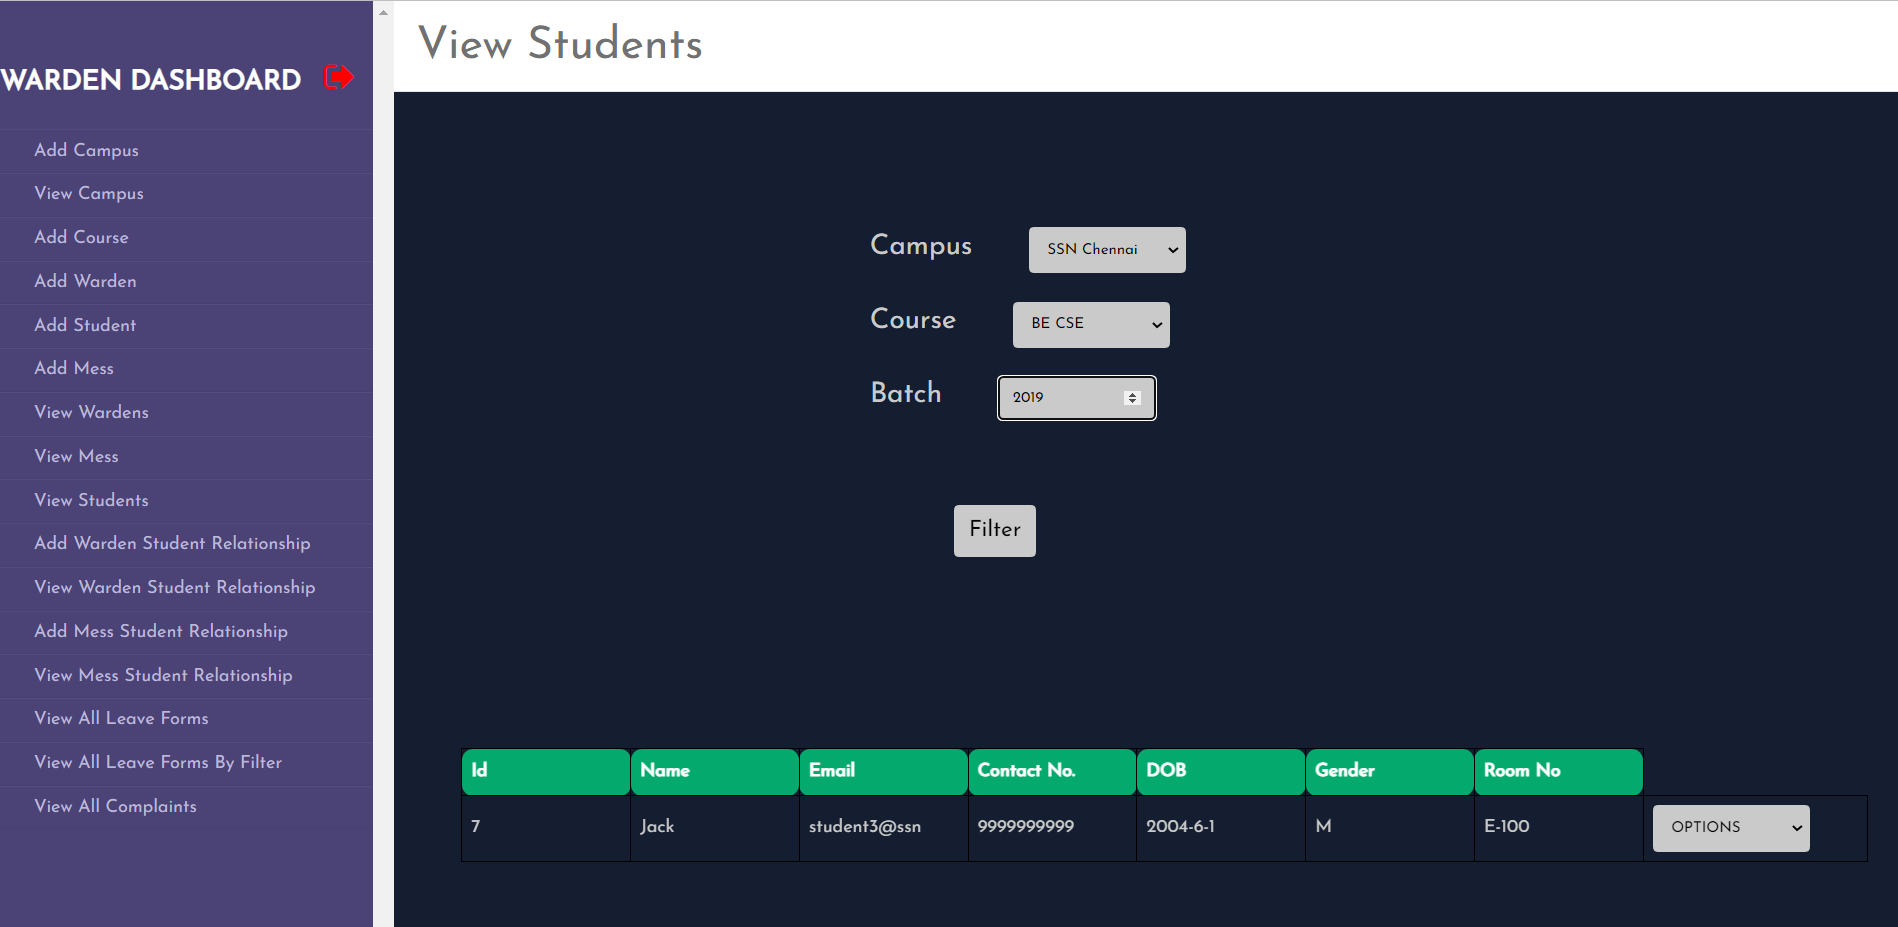 View Students
WARDEN DASHBOARD
Add Campus
View Campus
Add Course
Add Warden
Add Student
Add Mess
View Wardens
View Mess
View Students
Add Warden Student Relationship
View Warden Student Relationship
Add Mess Student Relationship
View Mess Student Relationship
View All Leave Forms
View All Leave Forms By Filter
View All Complaints
Campus SSN Chennai
Course BE CSE
Batch 2019
Filter
Id Name Email Contact No. DOB Gender Room No
7 Jack student3@ssn 9999999999 2004-6-1 M E-100 OPTIONS